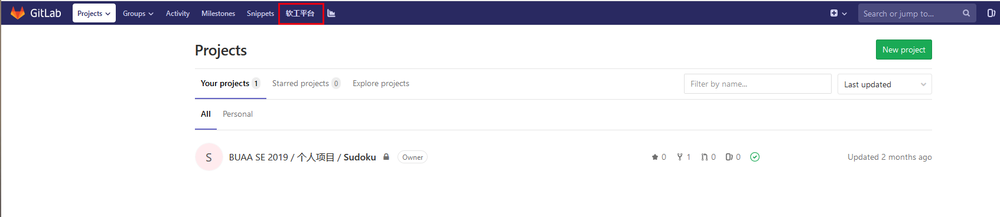 GitLab Projects Groups Activity Milestones Snippets 软工平台 Search or jump to...
Projects New project
Your projects 1 Starred projects 0 Explore projects Filter by name... Last updated
All Personal
S BUAA SE 2019 / 个人项目 / Sudoku Owner 0 1 0 0 Updated 2 months ago